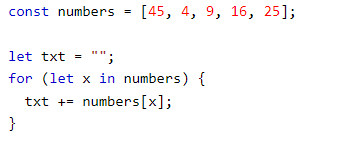 const numbers = [45, 4, 9, 16, 25];

let txt = "";
for (let x in numbers) {
  txt += numbers[x];
}